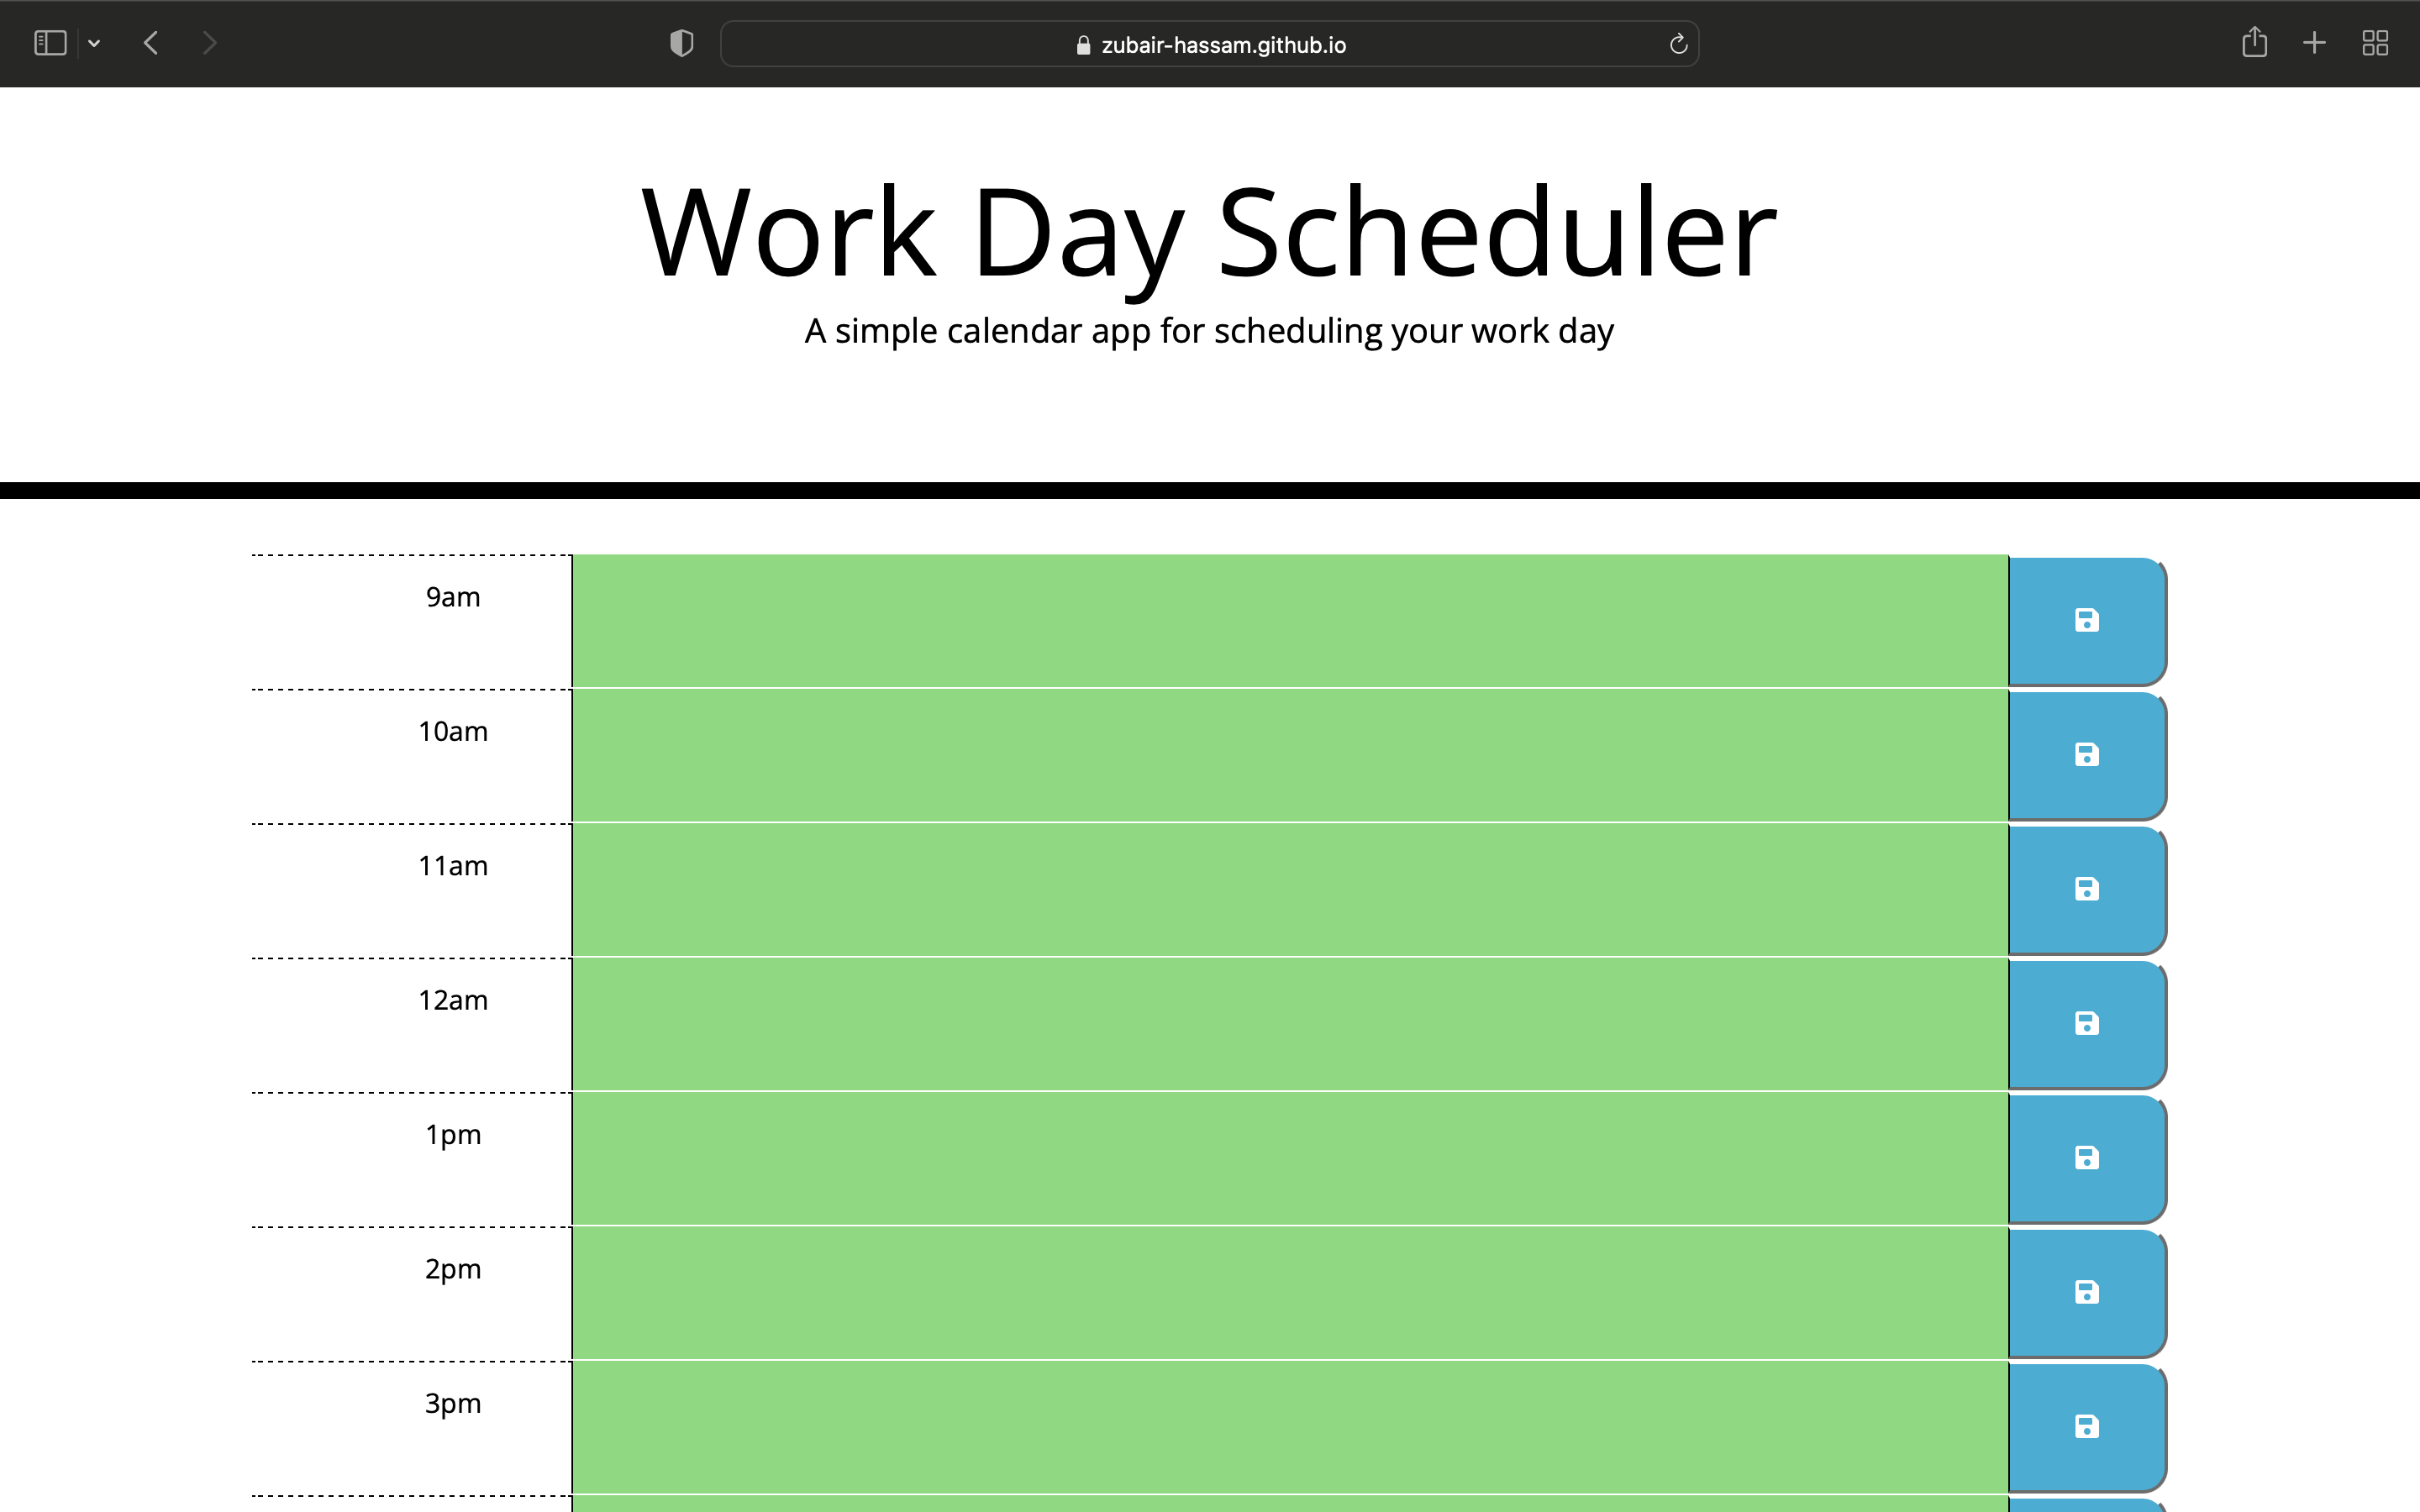 zubair-hassam.github.io
Work Day Scheduler
A simple calendar app for scheduling your work day
9am
10am
11am
12am
1pm
2pm
3pm